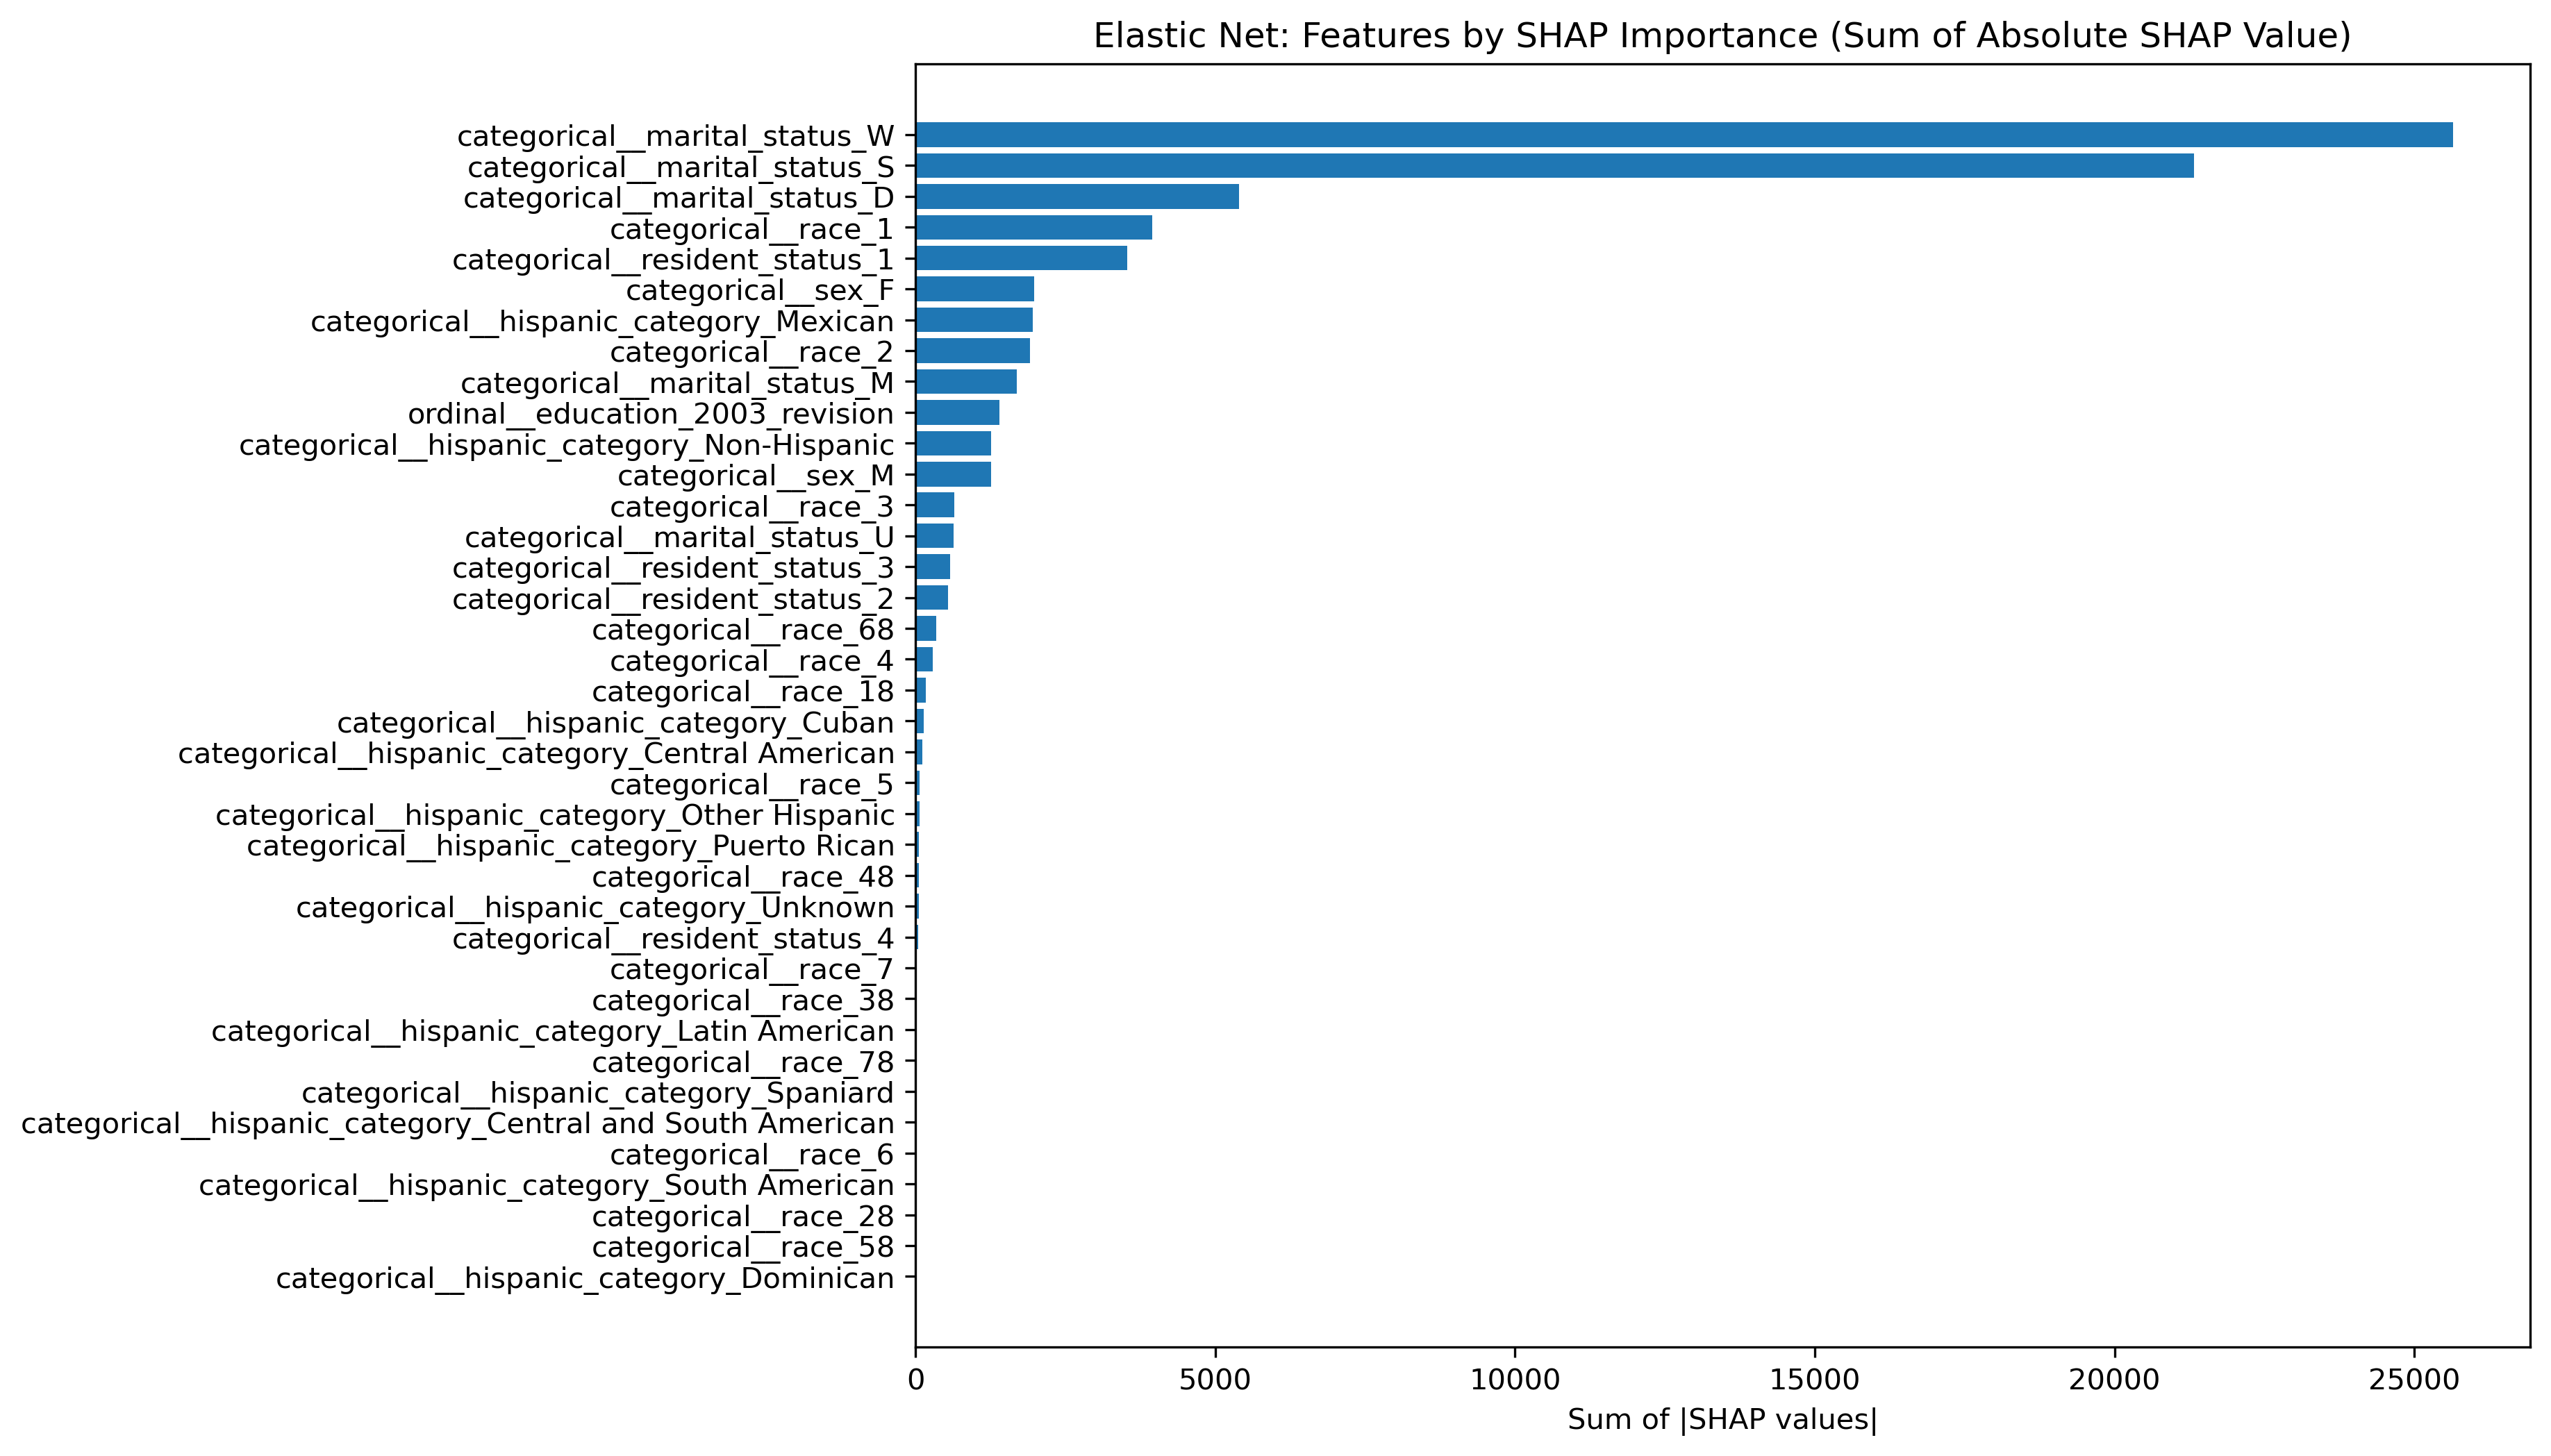 Elastic Net: Features by SHAP Importance (Sum of Absolute SHAP Value)
categorical__marital_status_W
categorical__marital_status_S
categorical__marital_status_D
categorical__race_1
categorical__resident_status_1
categorical__sex_F
categorical__hispanic_category_Mexican
categorical__race_2
categorical__marital_status_M
ordinal__education_2003_revision
categorical__hispanic_category_Non-Hispanic
categorical__sex_M
categorical__race_3
categorical__marital_status_U
categorical__resident_status_3
categorical__resident_status_2
categorical__race_68
categorical__race_4
categorical__race_18
categorical__hispanic_category_Cuban
categorical__hispanic_category_Central American
categorical__race_5
categorical__hispanic_category_Other Hispanic
categorical__hispanic_category_Puerto Rican
categorical__race_48
categorical__hispanic_category_Unknown
categorical__resident_status_4
categorical__race_7
categorical__race_38
categorical__hispanic_category_Latin American
categorical__race_78
categorical__hispanic_category_Spaniard
categorical__hispanic_category_Central and South American
categorical__race_6
categorical__hispanic_category_South American
categorical__race_28
categorical__race_58
categorical__hispanic_category_Dominican
0 5000 10000 15000 20000 25000
Sum of |SHAP values|